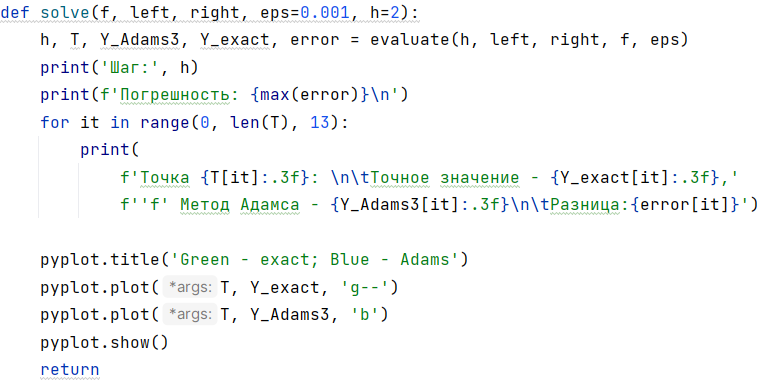 def solve(f, left, right, eps=0.001, h=2):
    h, T, Y_Adams3, Y_exact, error = evaluate(h, left, right, f, eps)
    print('Шаг:', h)
    print(f'Погрешность: {max(error)}\n')
    for it in range(0, len(T), 13):
        print(
            f'Точка {T[it]:.3f}: \n\tТочное значение - {Y_exact[it]:.3f},'
            f''f' Метод Адамса - {Y_Adams3[it]:.3f}\n\tРазница:{error[it]}')

    pyplot.title('Green - exact; Blue - Adams')
    pyplot.plot( *args: T, Y_exact, 'g--')
    pyplot.plot( *args: T, Y_Adams3, 'b')
    pyplot.show()
    return